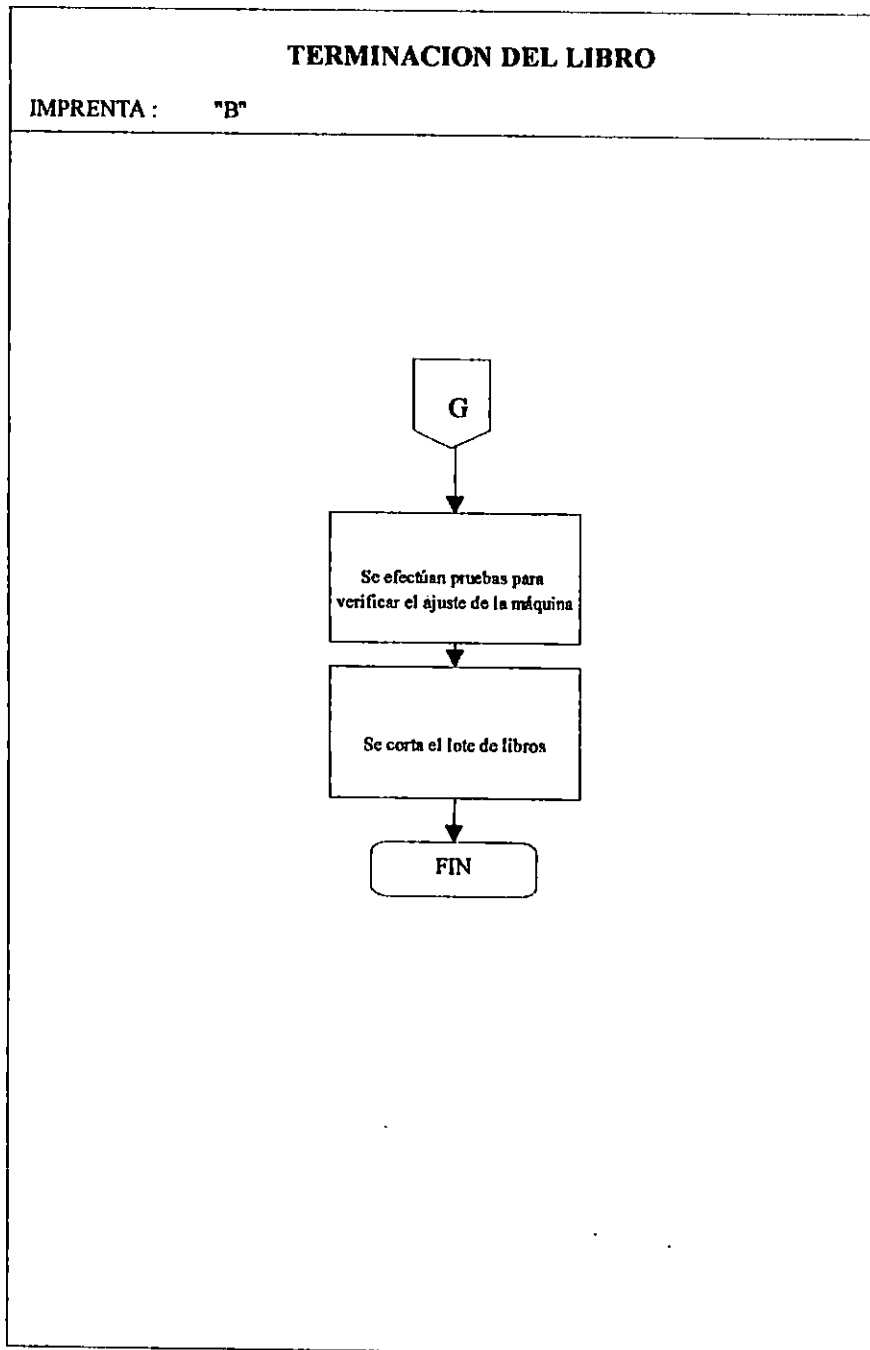 TERMINACION DEL LIBRO
IMPRENTA : "B"
G
Se efectúan pruebas para
verificar el ajuste de la máquina
Se corta el lote de libros
FIN